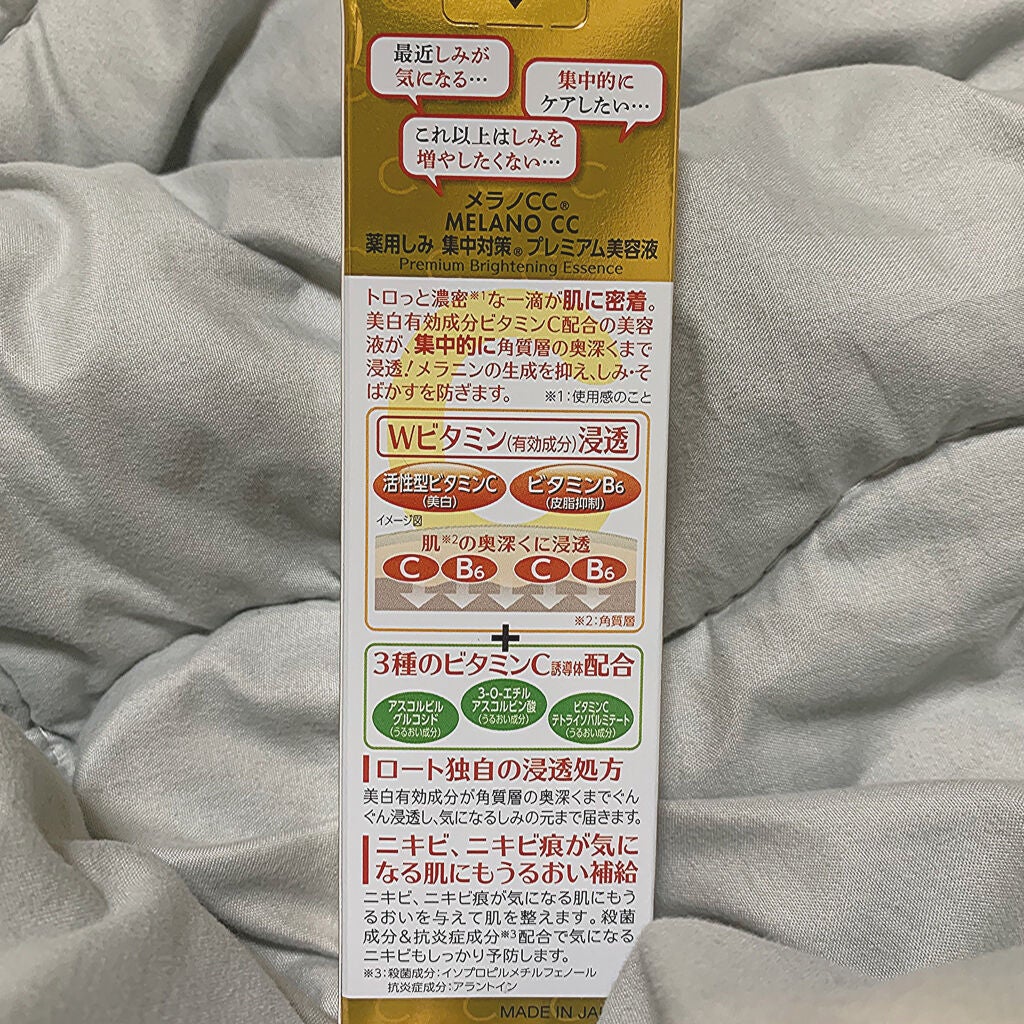 最近しみが
気になる…
集中的に
ケアしたい…
これ以上はしみを
増やしたくない…
メラノCC®
MELANO CC
薬用しみ 集中対策® プレミアム美容液
Premium Brightening Essence
トロっと濃密※1な一滴が肌に密着。
美白有効成分ビタミンC配合の美容
液が、集中的に角質層の奥深くまで
浸透!メラニンの生成を抑え、しみ・そ
ばかすを防ぎます。 ※1:使用感のこと
Wビタミン(有効成分)浸透
活性型ビタミンC
(美白)
ビタミンB6
(皮脂抑制)
イメージ図
肌※2の奥深くに浸透
C B6 C B6
※2:角質層
+
3種のビタミンC誘導体配合
アスコルビル
グルコシド
(うるおい成分)
3-O-エチル
アスコルビン酸
(うるおい成分)
ビタミンC
テトライソパルミテート
(うるおい成分)
ロート独自の浸透処方
美白有効成分が角質層の奥深くまでぐん
ぐん浸透し、気になるしみの元まで届きます。
ニキビ、ニキビ痕が気に
なる肌にもうるおい補給
ニキビ、ニキビ痕が気になる肌にもう
るおいを与えて肌を整えます。殺菌
成分&抗炎症成分※3配合で気になる
ニキビもしっかり予防します。
※3:殺菌成分:イソプロピルメチルフェノール
抗炎症成分:アラントイン
MADE IN JA